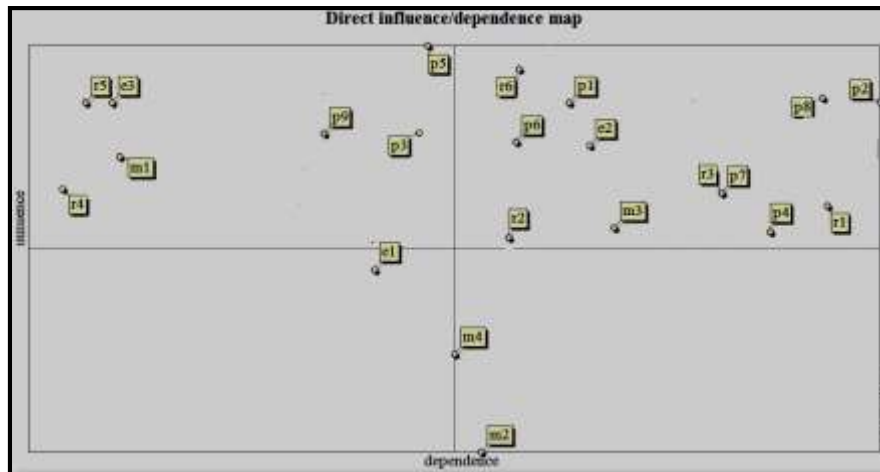 Direct influence/dependence map
p5
r5 e3
r6
p1
p8
p2
p9
p3
p6
e2
m1
r3 p7
r4
r2
m3
p4
r1
influence
e1
m4
m2
dependence